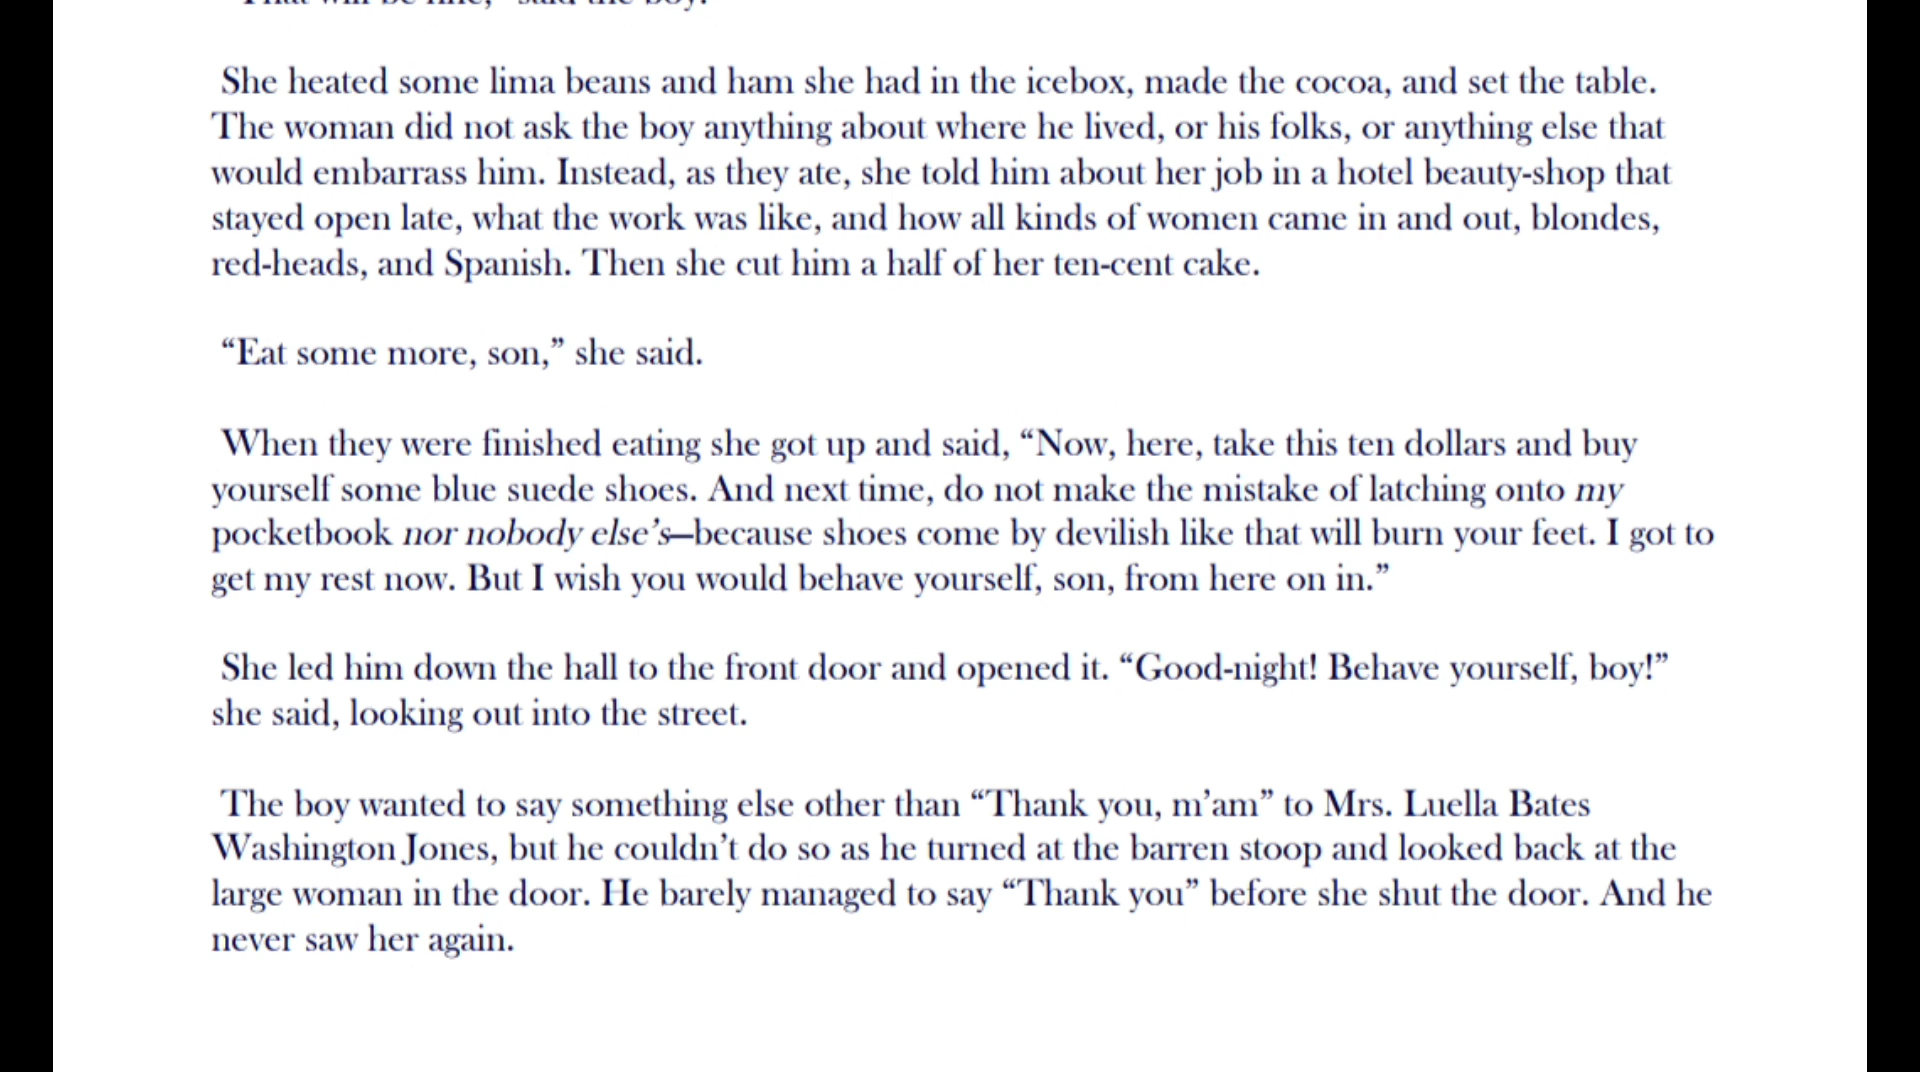 "That will be fine," said the boy.
She heated some lima beans and ham she had in the icebox, made the cocoa, and set the table.
The woman did not ask the boy anything about where he lived, or his folks, or anything else that
would embarrass him. Instead, as they ate, she told him about her job in a hotel beauty-shop that
stayed open late, what the work was like, and how all kinds of women came in and out, blondes,
red-heads, and Spanish. Then she cut him a half of her ten-cent cake.
“Eat some more, son,” she said.
When they were finished eating she got up and said, “Now, here, take this ten dollars and buy
yourself some blue suede shoes. And next time, do not make the mistake of latching onto my
pocketbook nor nobody else’s—because shoes come by devilish like that will burn your feet. I got to
get my rest now. But I wish you would behave yourself, son, from here on in.”
She led him down the hall to the front door and opened it. “Good-night! Behave yourself, boy!”
she said, looking out into the street.
The boy wanted to say something else other than “Thank you, m’am” to Mrs. Luella Bates
Washington Jones, but he couldn’t do so as he turned at the barren stoop and looked back at the
large woman in the door. He barely managed to say “Thank you” before she shut the door. And he
never saw her again.